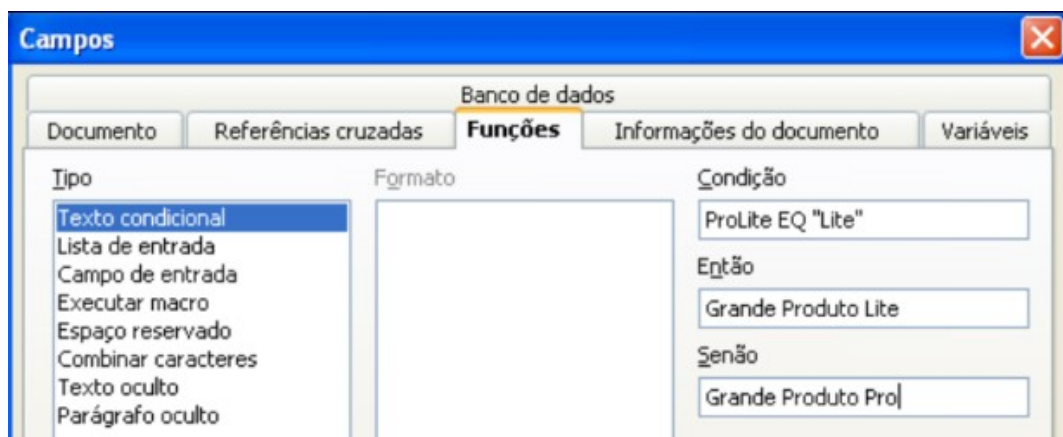 Campos
Banco de dados
Documento Referências cruzadas Funções Informações do documento Variáveis
Tipo Formato Condição
Texto condicional
Lista de entrada
Campo de entrada
Executar macro
Espaço reservado
Combinar caracteres
Texto oculto
Parágrafo oculto
ProLite EQ "Lite"
Então
Grande Produto Lite
Senão
Grande Produto Pro